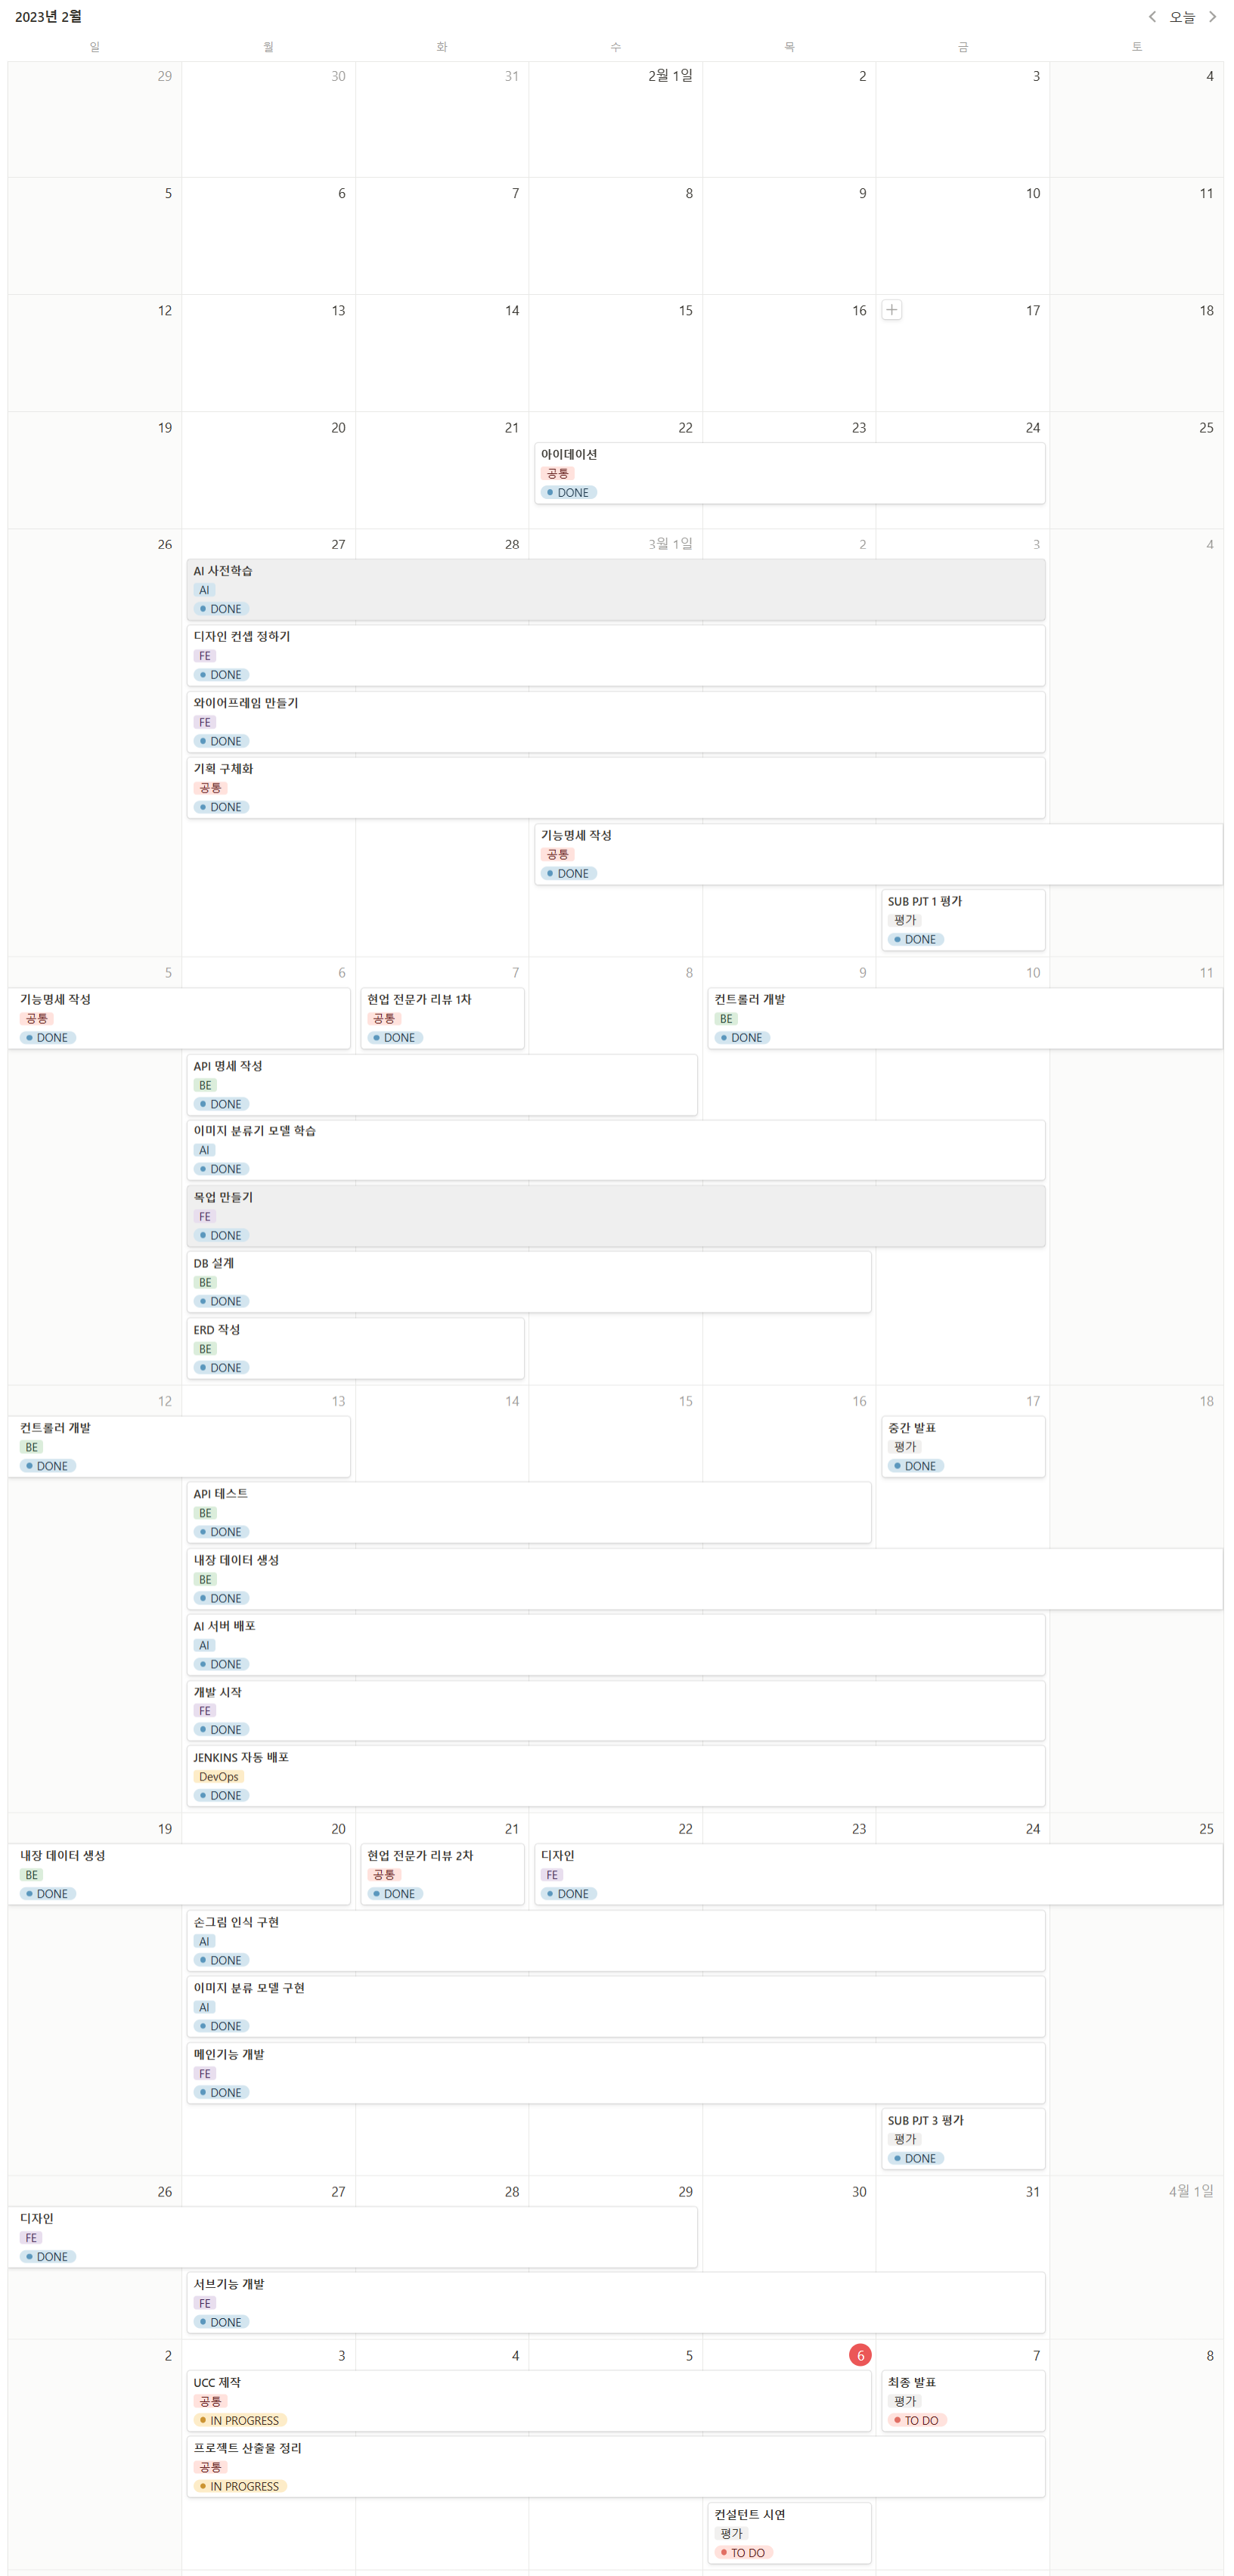 2023년 2월
오늘
일 월 화 수 목 금 토
29 30 31 2월 1일 2 3 4
5 6 7 8 9 10 11
12 13 14 15 16 17 18
19 20 21 22 23 24 25
아이데이션
공통
DONE
26 27 28 3월 1일 2 3 4
AI 사전학습
AI
DONE
디자인 컨셉 정하기
FE
DONE
와이어프레임 만들기
FE
DONE
기획 구체화
공통
DONE
기능명세 작성
공통
DONE
SUB PJT 1 평가
평가
DONE
5 6 7 8 9 10 11
기능명세 작성 현업 전문가 리뷰 1차 컨트롤러 개발
공통 공통 BE
DONE DONE DONE
API 명세 작성
BE
DONE
이미지 분류기 모델 학습
AI
DONE
목업 만들기
FE
DONE
DB 설계
BE
DONE
ERD 작성
BE
DONE
12 13 14 15 16 17 18
컨트롤러 개발 중간 발표
BE 평가
DONE DONE
API 테스트
BE
DONE
내장 데이터 생성
BE
DONE
AI 서버 배포
AI
DONE
개발 시작
FE
DONE
JENKINS 자동 배포
DevOps
DONE
19 20 21 22 23 24 25
내장 데이터 생성 현업 전문가 리뷰 2차 디자인
BE 공통 FE
DONE DONE DONE
손그림 인식 구현
AI
DONE
이미지 분류 모델 구현
AI
DONE
메인기능 개발
FE
DONE
SUB PJT 3 평가
평가
DONE
26 27 28 29 30 31 4월 1일
디자인
FE
DONE
서브기능 개발
FE
DONE
2 3 4 5 6 7 8
UCC 제작 최종 발표
공통 평가
IN PROGRESS TO DO
프로젝트 산출물 정리
공통
IN PROGRESS
컨설턴트 시연
평가
TO DO